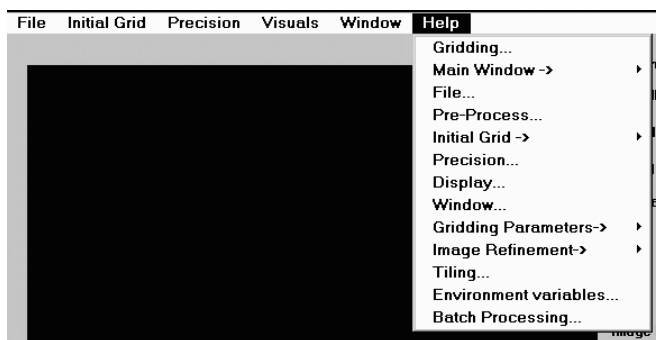 File Initial Grid Precision Visuals Window Help
Gridding...
Main Window ->
File...
Pre-Process...
Initial Grid ->
Precision...
Display...
Window...
Gridding Parameters->
Image Refinement->
Tiling...
Environment variables...
Batch Processing...